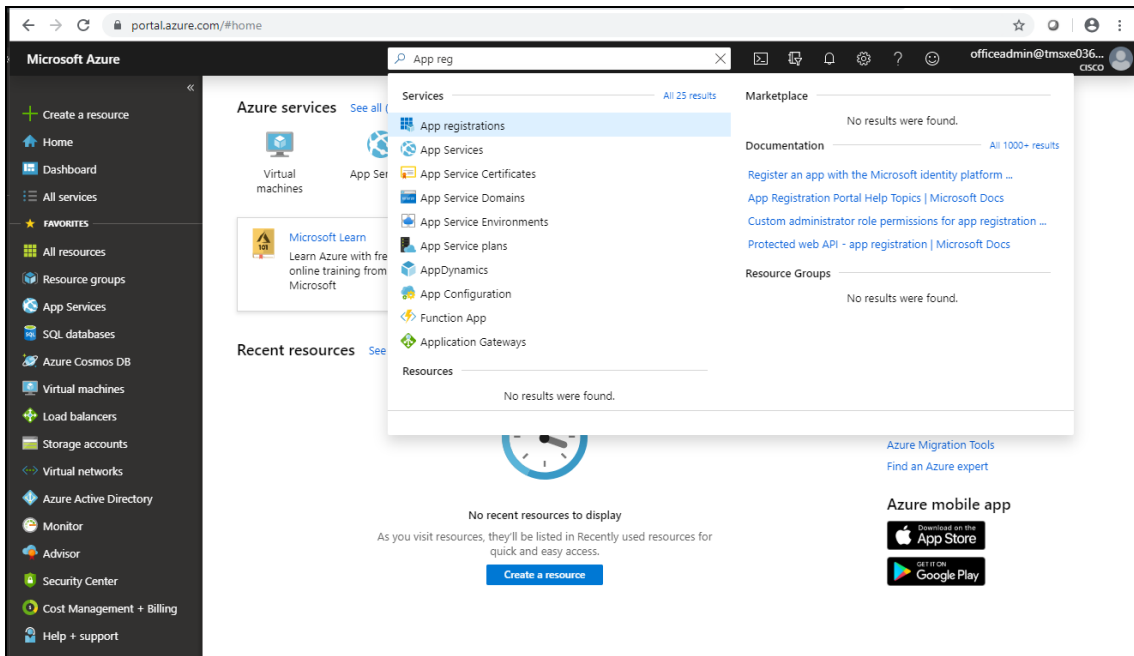 portal.azure.com/#home
Microsoft Azure
App reg
officeadmin@tmsxe036...
CISCO
«
Create a resource
Home
Dashboard
All services
FAVORITES
All resources
Resource groups
App Services
SQL databases
Azure Cosmos DB
Virtual machines
Load balancers
Storage accounts
Virtual networks
Azure Active Directory
Monitor
Advisor
Security Center
Cost Management + Billing
Help + support
Azure services See all (
Virtual
machines
App Ser
101
Microsoft Learn
Learn Azure with fre
online training from
Microsoft
Recent resources See
Services
All 25 results
App registrations
App Services
App Service Certificates
App Service Domains
App Service Environments
App Service plans
AppDynamics
App Configuration
Function App
Application Gateways
Resources
No results were found.
Marketplace
No results were found.
Documentation
All 1000+ results
Register an app with the Microsoft identity platform ...
App Registration Portal Help Topics | Microsoft Docs
Custom administrator role permissions for app registration ...
Protected web API - app registration | Microsoft Docs
Resource Groups
No results were found.
No recent resources to display
As you visit resources, they'll be listed in Recently used resources for
quick and easy access.
Create a resource
Azure Migration Tools
Find an Azure expert
Azure mobile app
Download on the
App Store
GET IT ON
Google Play